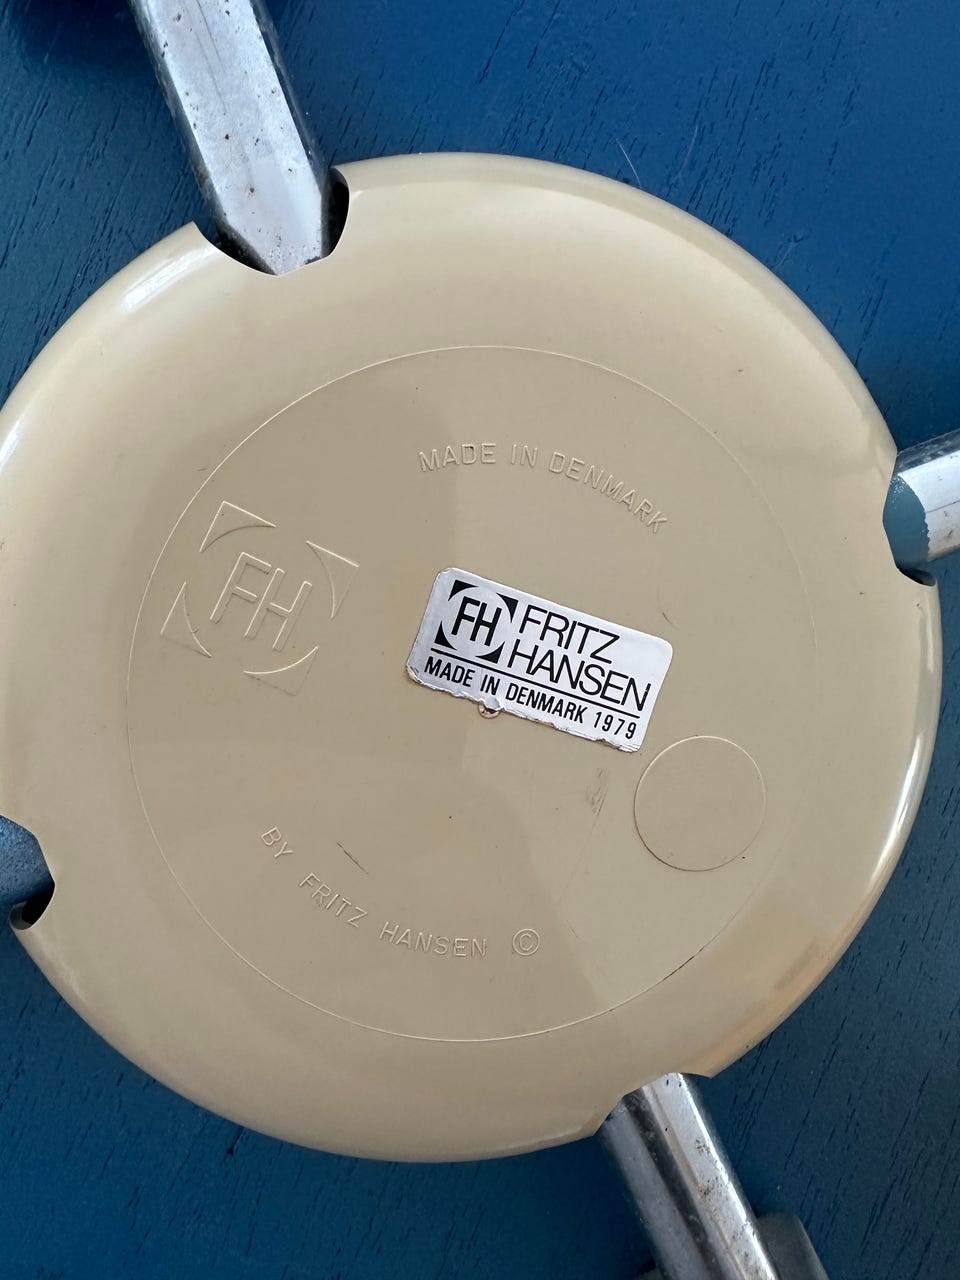 MADE IN DENMARK
FH
FH FRITZ
HANSEN
MADE IN DENMARK 1979
BY FRITZ HANSEN ©